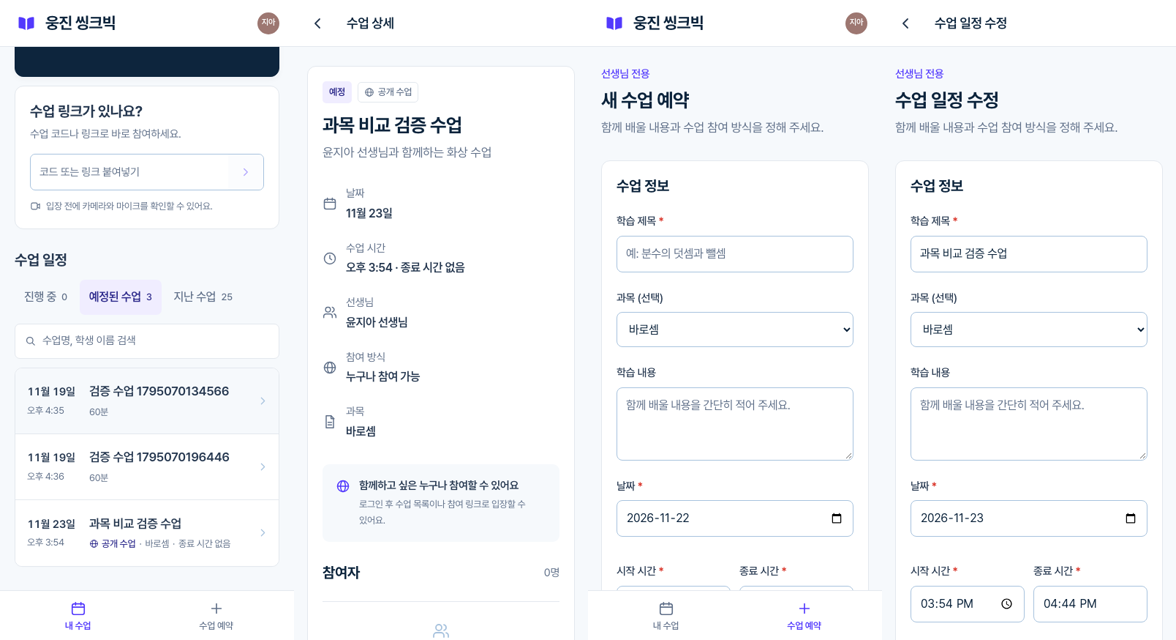 웅진 씽크빅
지아
수업 링크가 있나요?
수업 코드나 링크로 바로 참여하세요.
코드 또는 링크 붙여넣기
입장 전에 카메라와 마이크를 확인할 수 있어요.
수업 일정
진행 중 0 예정된 수업 3 지난 수업 25
수업명, 학생 이름 검색
11월 19일 검증 수업 1795070134566
오후 4:35 60분
11월 19일 검증 수업 1795070196446
오후 4:36 60분
11월 23일 과목 비교 검증 수업
오후 3:54 공개 수업 · 바로셈 · 종료 시간 없음
내 수업 수업 예약
수업 상세
예정 공개 수업
과목 비교 검증 수업
윤지아 선생님과 함께하는 화상 수업
날짜
11월 23일
수업 시간
오후 3:54 · 종료 시간 없음
선생님
윤지아 선생님
참여 방식
누구나 참여 가능
과목
바로셈
함께하고 싶은 누구나 참여할 수 있어요
로그인 후 수업 목록이나 참여 링크로 입장할 수
있어요.
참여자 0명
웅진 씽크빅
지아
선생님 전용
새 수업 예약
함께 배울 내용과 수업 참여 방식을 정해 주세요.
수업 정보
학습 제목 *
예: 분수의 덧셈과 뺄셈
과목 (선택)
바로셈
학습 내용
함께 배울 내용을 간단히 적어 주세요.
날짜 *
2026-11-22
시작 시간 * 종료 시간 *
내 수업 수업 예약
수업 일정 수정
선생님 전용
수업 일정 수정
함께 배울 내용과 수업 참여 방식을 정해 주세요.
수업 정보
학습 제목 *
과목 비교 검증 수업
과목 (선택)
바로셈
학습 내용
함께 배울 내용을 간단히 적어 주세요.
날짜 *
2026-11-23
시작 시간 * 종료 시간 *
03:54 PM 04:44 PM